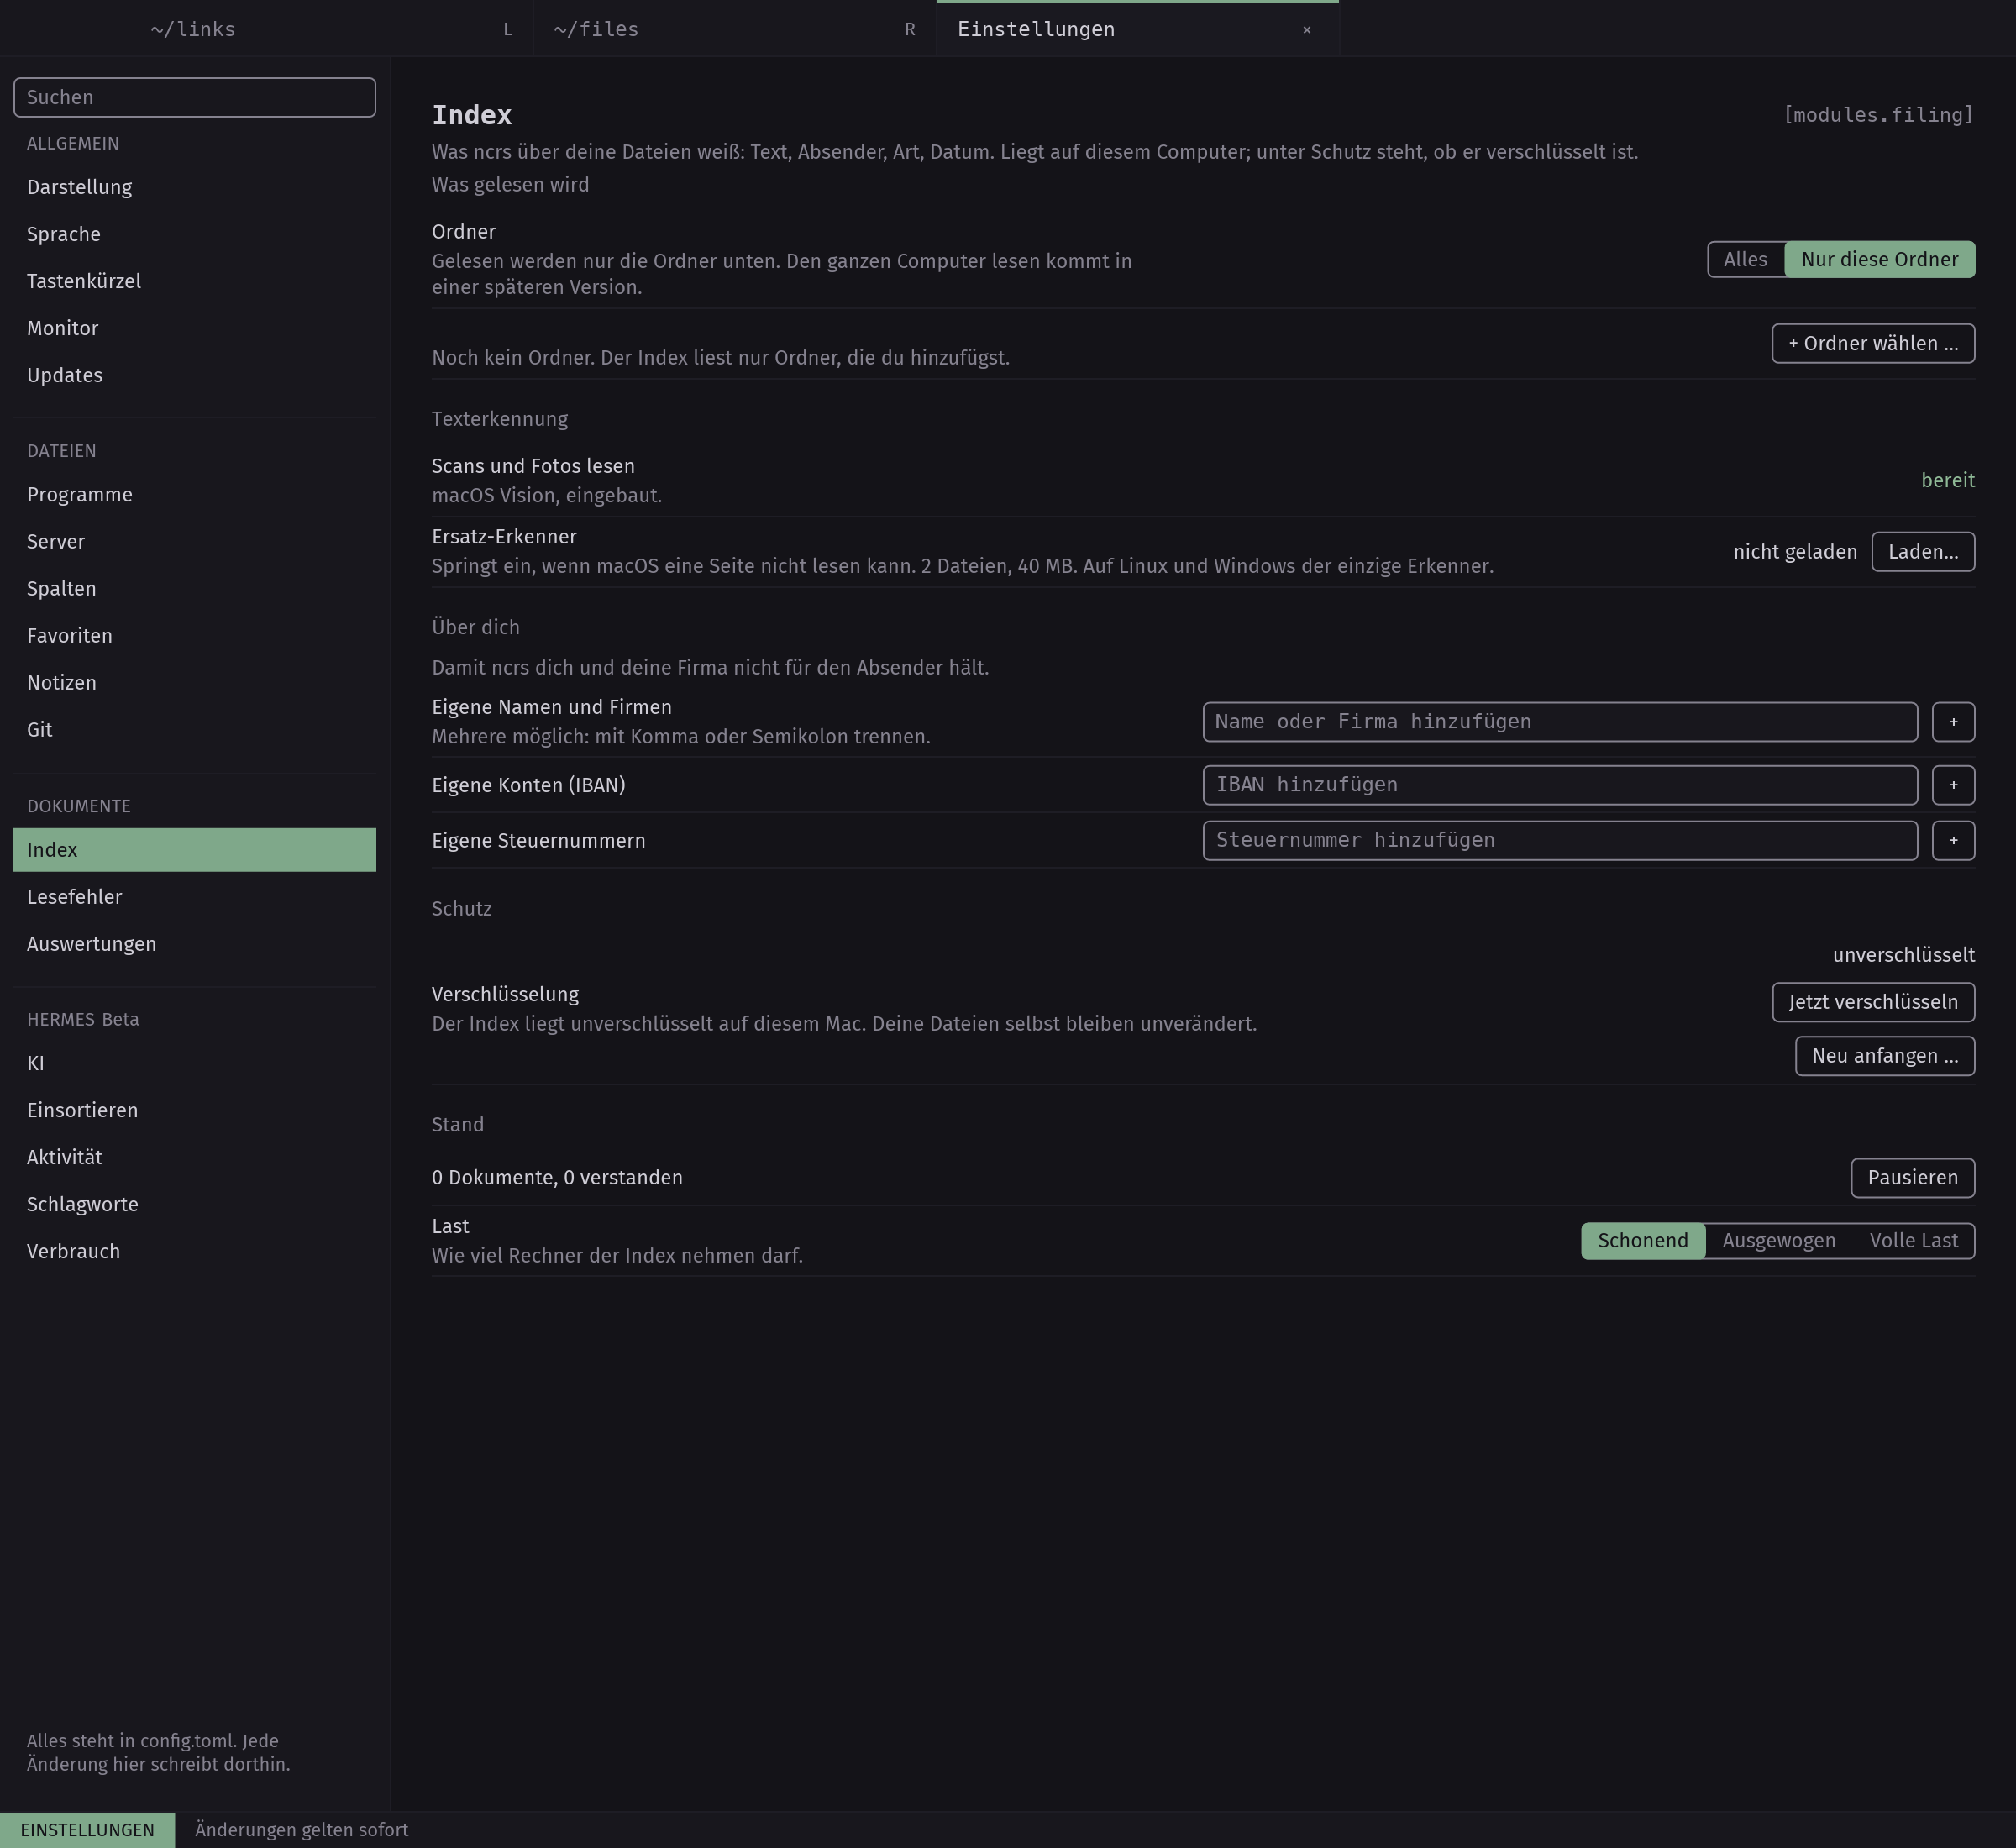 ~/links L ~/files R Einstellungen ×
Suchen
ALLGEMEIN
Darstellung
Sprache
Tastenkürzel
Monitor
Updates
DATEIEN
Programme
Server
Spalten
Favoriten
Notizen
Git
DOKUMENTE
Index
Lesefehler
Auswertungen
HERMES Beta
KI
Einsortieren
Aktivität
Schlagworte
Verbrauch
Alles steht in config.toml. Jede
Änderung hier schreibt dorthin.
Index [modules.filing]
Was ncrs über deine Dateien weiß: Text, Absender, Art, Datum. Liegt auf diesem Computer; unter Schutz steht, ob er verschlüsselt ist.
Was gelesen wird
Ordner
Gelesen werden nur die Ordner unten. Den ganzen Computer lesen kommt in
einer späteren Version.
Alles Nur diese Ordner
Noch kein Ordner. Der Index liest nur Ordner, die du hinzufügst.
+ Ordner wählen ...
Texterkennung
Scans und Fotos lesen
macOS Vision, eingebaut.
bereit
Ersatz-Erkenner
Springt ein, wenn macOS eine Seite nicht lesen kann. 2 Dateien, 40 MB. Auf Linux und Windows der einzige Erkenner.
nicht geladen Laden...
Über dich
Damit ncrs dich und deine Firma nicht für den Absender hält.
Eigene Namen und Firmen
Mehrere möglich: mit Komma oder Semikolon trennen.
Name oder Firma hinzufügen +
Eigene Konten (IBAN) IBAN hinzufügen +
Eigene Steuernummern Steuernummer hinzufügen +
Schutz
unverschlüsselt
Verschlüsselung
Der Index liegt unverschlüsselt auf diesem Mac. Deine Dateien selbst bleiben unverändert.
Jetzt verschlüsseln
Neu anfangen ...
Stand
0 Dokumente, 0 verstanden Pausieren
Last
Wie viel Rechner der Index nehmen darf.
Schonend Ausgewogen Volle Last
EINSTELLUNGEN Änderungen gelten sofort